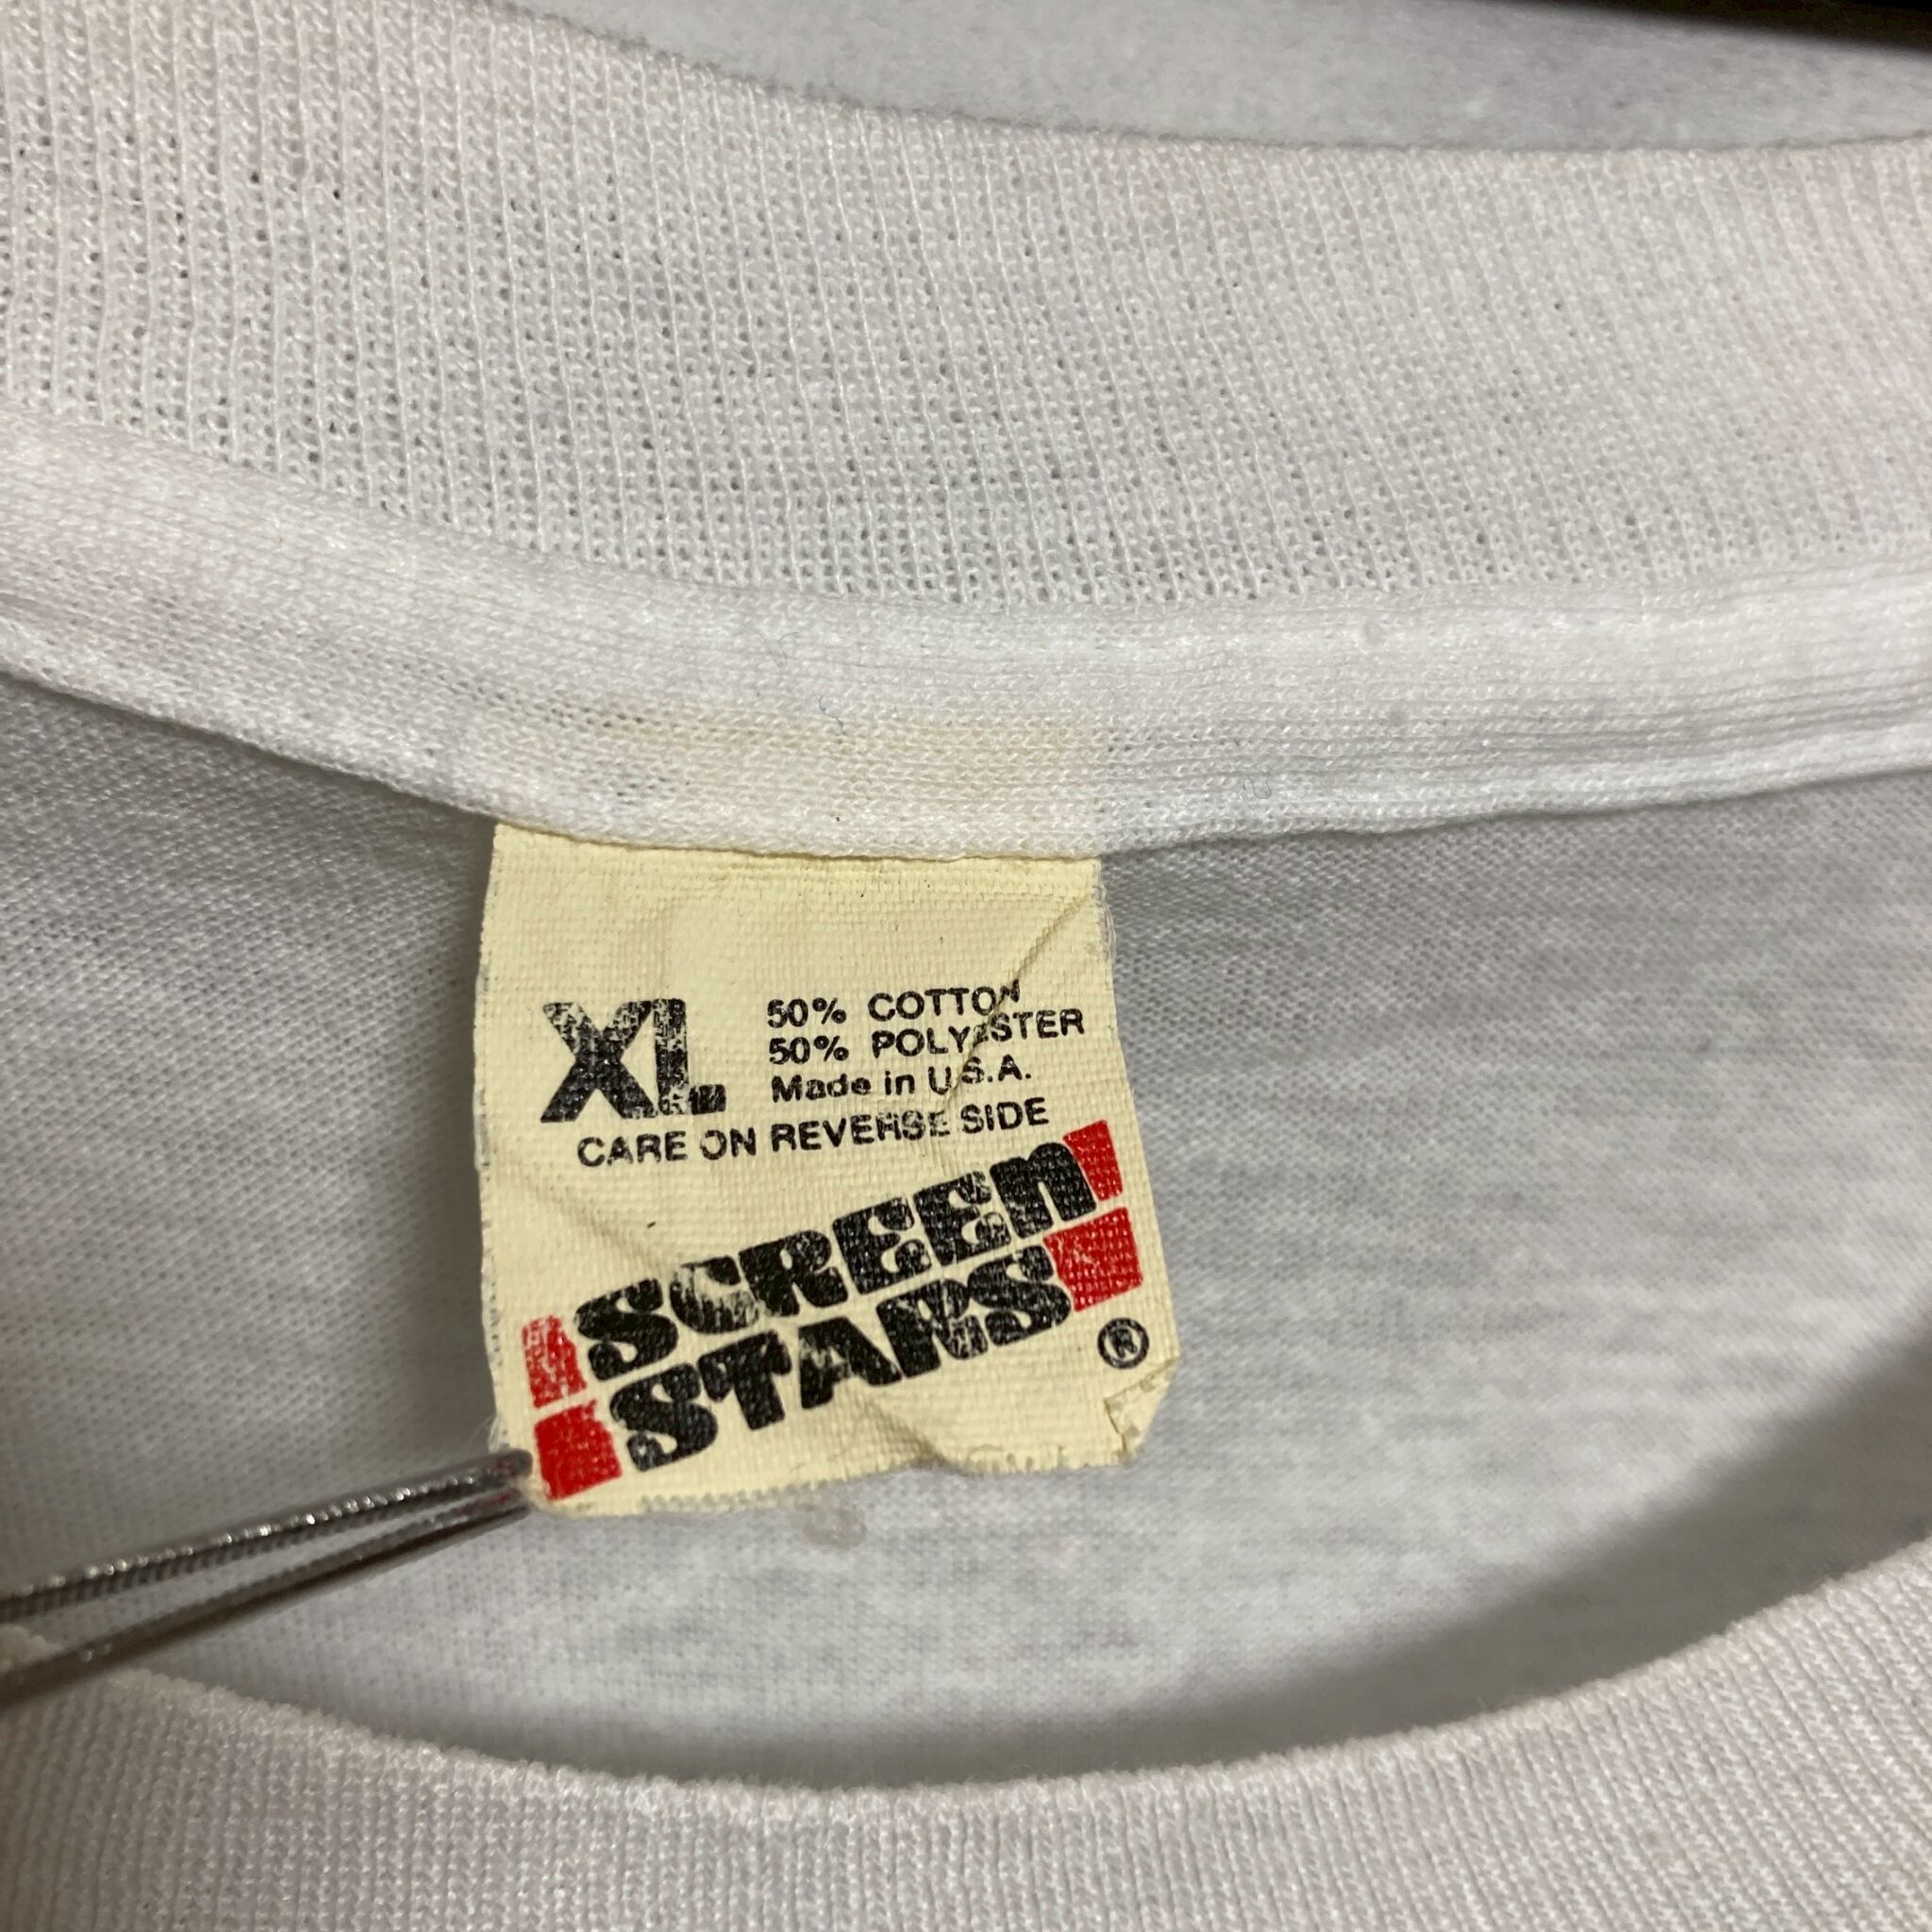 XL
50% COTTON
50% POLYESTER
Made in U.S.A.
CARE ON REVERSE SIDE
SCREEN
STARS
®